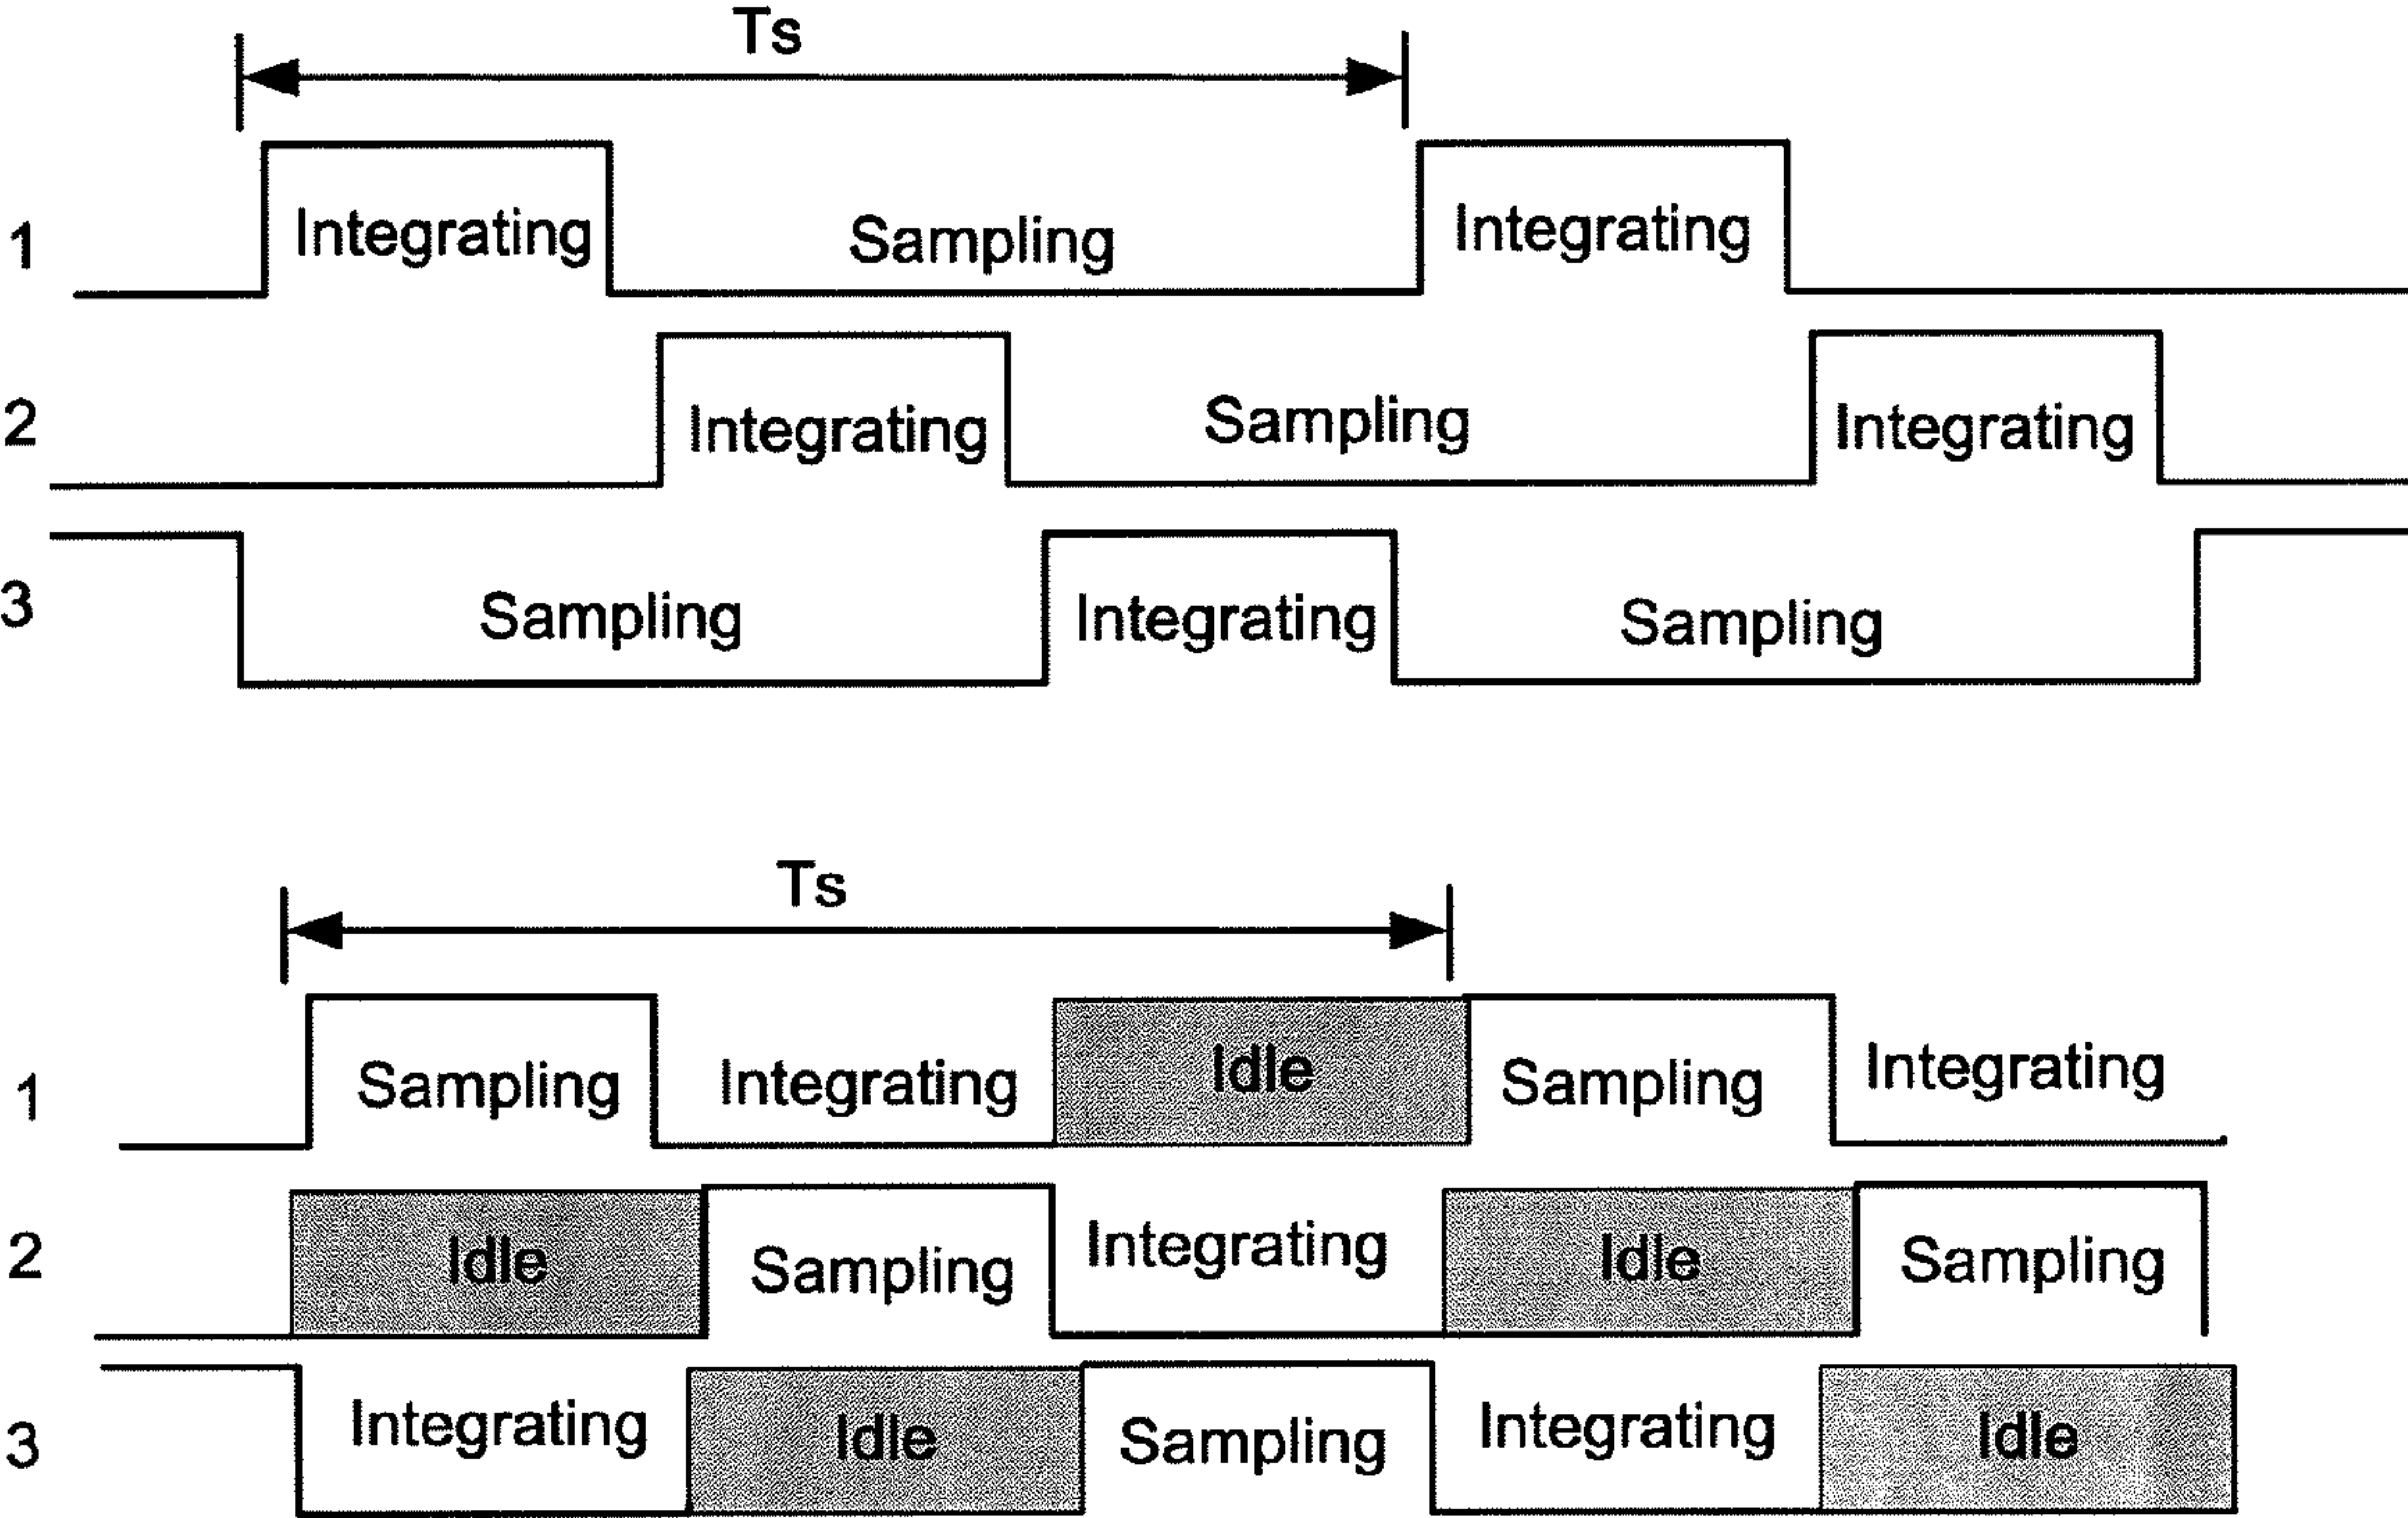 Ts
1 Integrating Sampling Integrating
2 Integrating Sampling Integrating
3 Sampling Integrating Sampling
Ts
1 Sampling Integrating Idle Sampling Integrating
2 Idle Sampling Integrating Idle Sampling
3 Integrating Idle Sampling Integrating Idle